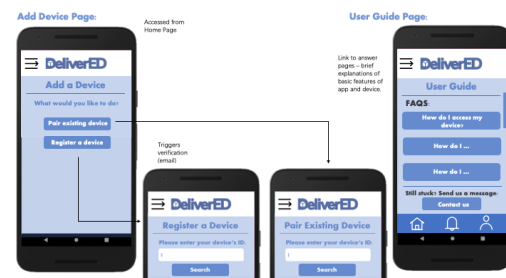 Add Device Page:
Accessed from
Home Page
DeliverED
Add a Device
What would you like to do?
Pair existing device
Register a device
Triggers
verification
(email)
DeliverED
Register a Device
Please enter your device's ID:
Search
DeliverED
Pair Existing Device
Please enter your device's ID:
Search
User Guide Page:
Link to answer
pages – brief
explanations of
basic features of
app and device.
DeliverED
User Guide
FAQS:
How do I access my
device?
How do I ...
How do I ...
Still stuck? Send us a message:
Contact us